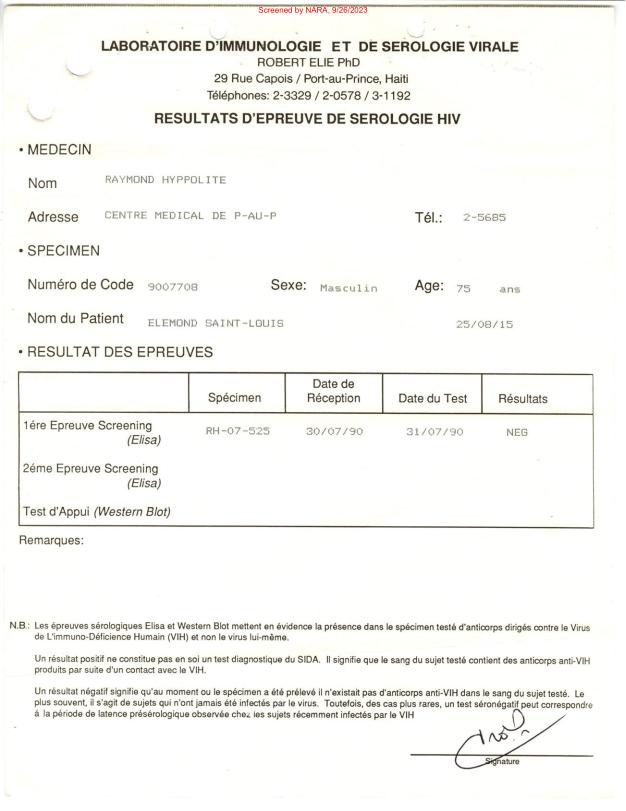 Screened by NARA, 9/26/2023
LABORATOIRE D'IMMUNOLOGIE ET DE SEROLOGIE VIRALE
ROBERT ELIE PhD
29 Rue Capois / Port-au-Prince, Haiti
Téléphones: 2-3329 / 2-0578 / 3-1192
RESULTATS D'EPREUVE DE SEROLOGIE HIV
• MEDECIN
Nom RAYMOND HYPPOLITE
Adresse CENTRE MEDICAL DE P-AU-P Tél.: 2-5685
• SPECIMEN
Numéro de Code 9007708 Sexe: Masculin Age: 75 ans
Nom du Patient ELEMOND SAINT-LOUIS 25/08/15
• RESULTAT DES EPREUVES
Spécimen Date de Réception Date du Test Résultats
1ére Epreuve Screening RH-07-525 30/07/90 31/07/90 NEG
(Elisa)
2éme Epreuve Screening
(Elisa)
Test d'Appui (Western Blot)
Remarques:
N.B.: Les épreuves sérologiques Elisa et Western Blot mettent en évidence la présence dans le spécimen testé d'anticorps dirigés contre le Virus
de L'immuno-Déficience Humain (VIH) et non le virus lui-même.
Un résultat positif ne constitue pas en soi un test diagnostique du SIDA. Il signifie que le sang du sujet testé contient des anticorps anti-VIH
produits par suite d'un contact avec le VIH.
Un résultat négatif signifie qu'au moment ou le spécimen a été prélevé il n'existait pas d'anticorps anti-VIH dans le sang du sujet testé. Le
plus souvent, il s'agit de sujets qui n'ont jamais été infectés par le virus. Toutefois, des cas plus rares, un test séronégatif peut correspondre
á la période de latence présérologique observée chez les sujets récemment infectés par le VIH
Signature